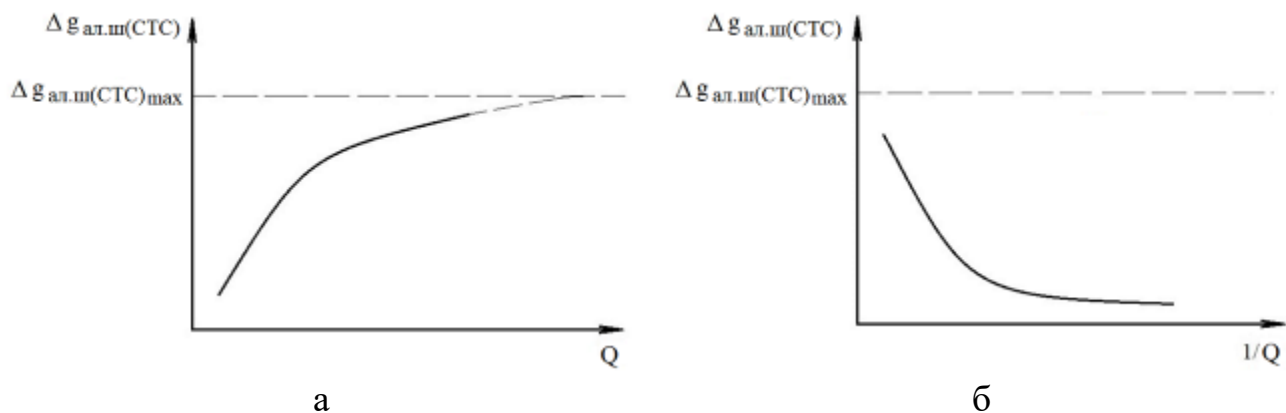 Δ g ал.ш(СТС)
Δ g ал.ш(СТС)max
Q
а
Δ g ал.ш(СТС)
Δ g ал.ш(СТС)max
1/Q
б